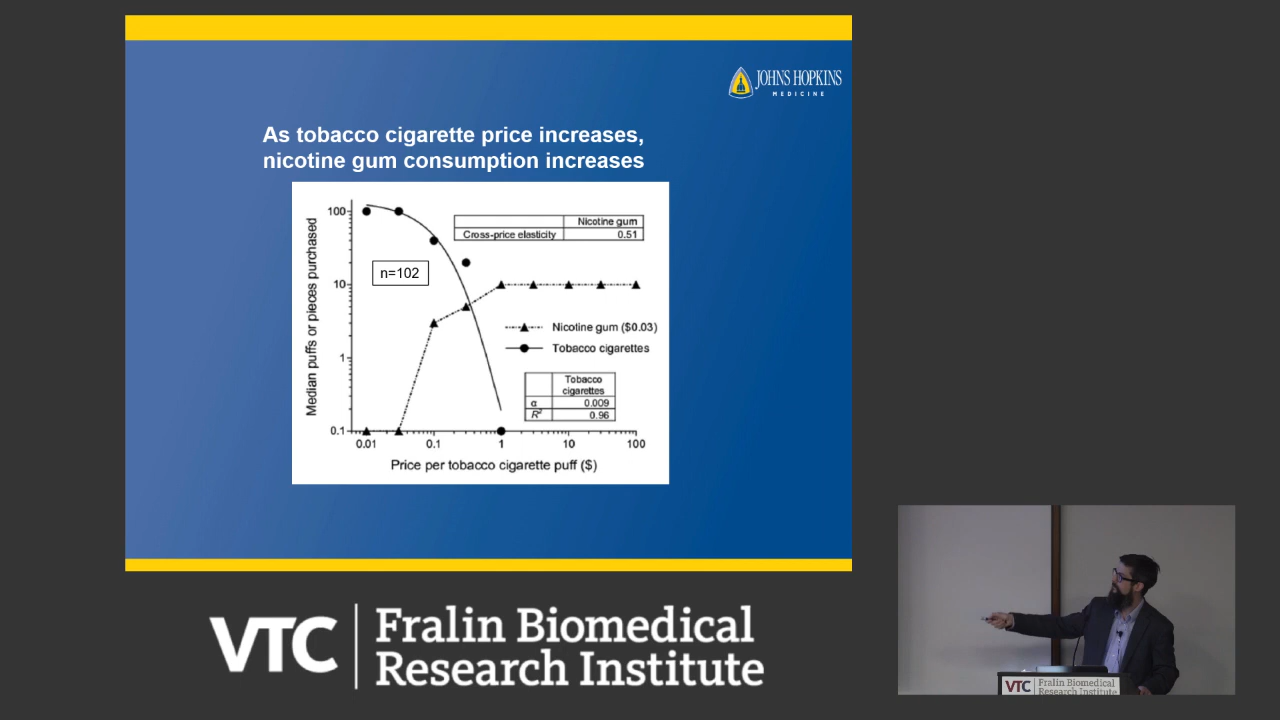 JOHNS HOPKINS
MEDICINE
As tobacco cigarette price increases,
nicotine gum consumption increases
Median puffs or pieces purchased
100
10
1
0.1
Nicotine gum
Cross-price elasticity 0.51
n=102
Nicotine gum ($0.03)
Tobacco cigarettes
Tobacco
cigarettes
α 0.009
R² 0.96
0.01 0.1 1 10 100
Price per tobacco cigarette puff ($)
VTC
Fralin Biomedical
Research Institute
VTC
Fralin Biomedical
Research Institute